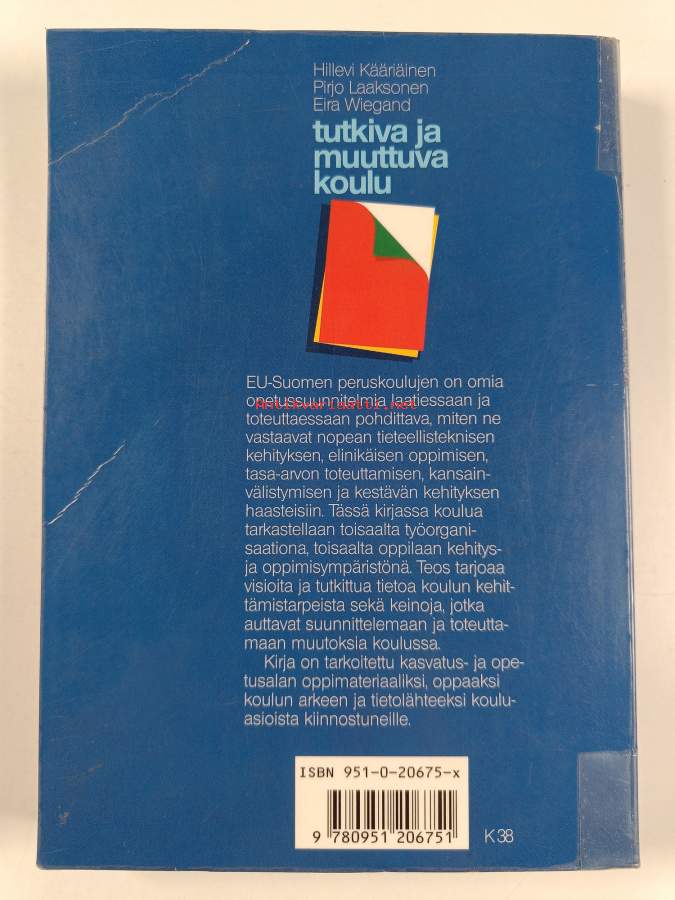 Hillevi Kääriäinen
Pirjo Laaksonen
Eira Wiegand
tutkiva ja
muuttuva
koulu
EU-Suomen peruskoulujen on omia
opetussuunnitelmia laatiessaan ja
Antikvariaatti.net
toteuttaessaan pohdittava, miten ne
vastaavat nopean tieteellisteknisen
kehityksen, elinikäisen oppimisen,
tasa-arvon toteuttamisen, kansain-
välistymisen ja kestävän kehityksen
haasteisiin. Tässä kirjassa koulua
tarkastellaan toisaalta työorgani-
saationa, toisaalta oppilaan kehitys-
ja oppimisympäristönä. Teos tarjoaa
visioita ja tutkittua tietoa koulun kehit-
tämistarpeista sekä keinoja, jotka
auttavat suunnittelemaan ja toteutta-
maan muutoksia koulussa.
Kirja on tarkoitettu kasvatus- ja ope-
tusalan oppimateriaaliksi, oppaaksi
koulun arkeen ja tietolähteeksi koulu-
asioista kiinnostuneille.
ISBN 951-0-20675-x
9 780951 206751
K 38